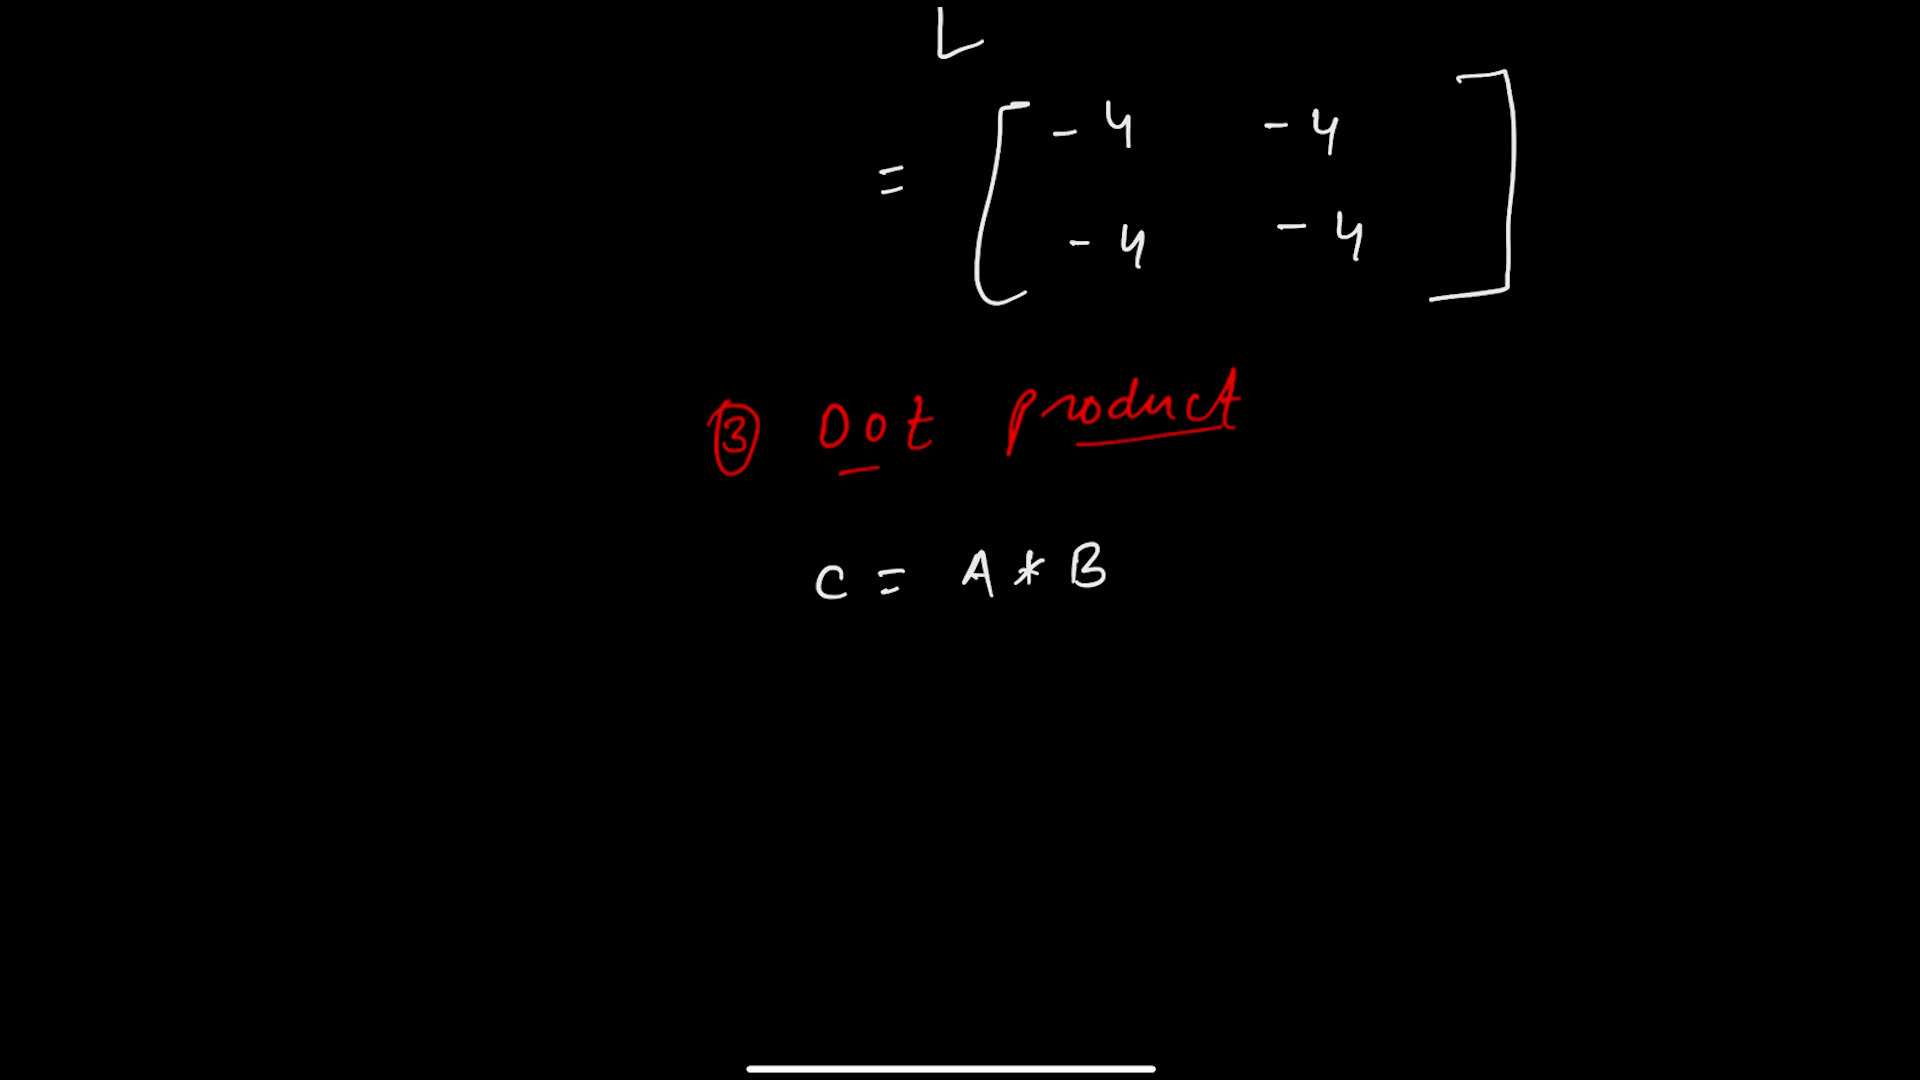 = [ -4 -4
-4 -4 ]
③ Dot product
C = A * B